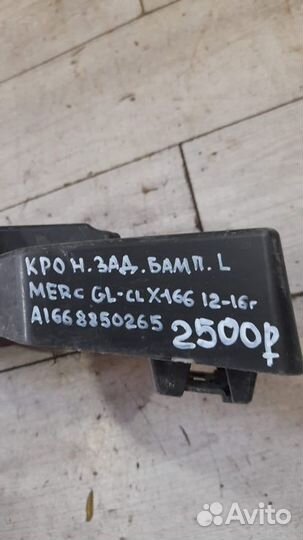 КРОН.ЗАД.БАМП. L
MERC GL-CL X-166 12-16г
A1668850265 2500₽
Avito